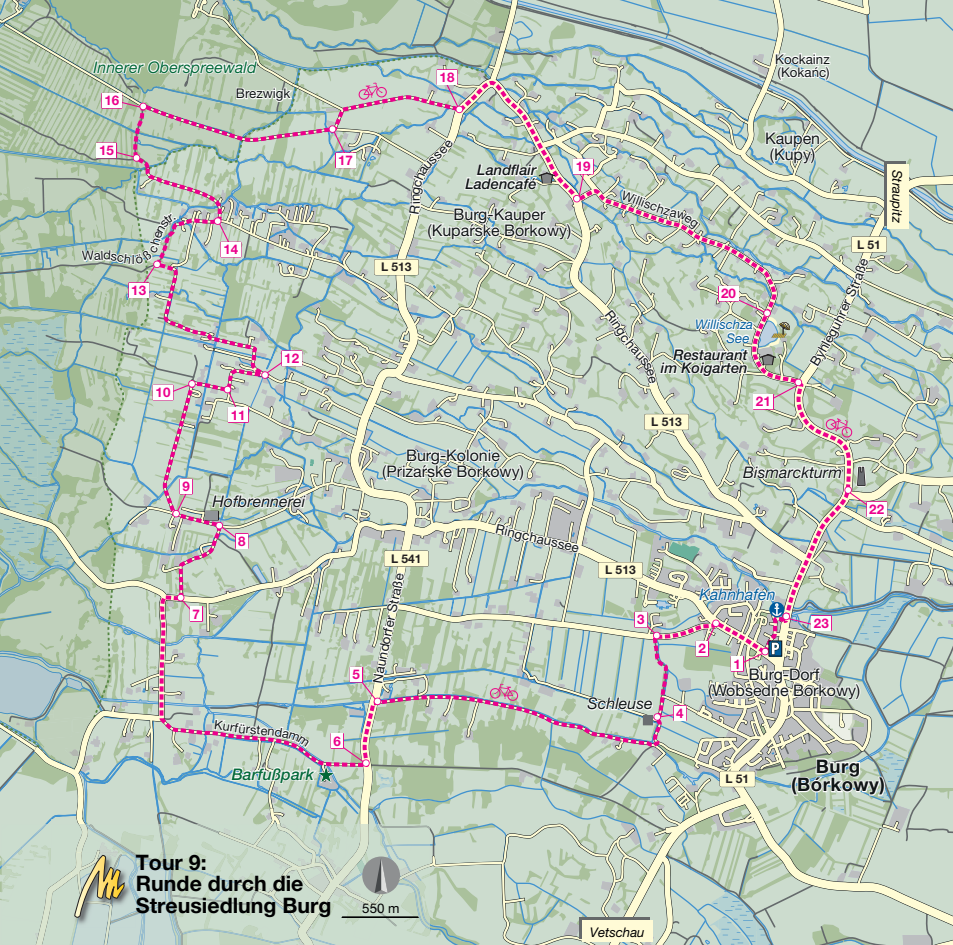 Innerer Oberspreewald
Brezwigk
Kockainz
(Kokańc)
Kaupen
(Kupy)
Straupitz
L 51
Byhleguhrer Straße
18
16
17
15
Ringchaussee
Landflair
Ladencafé
19
Willischzaweg
Burg-Kauper
(Kuparske Borkowy)
Waldschlößchenstr.
14
13
L 513
20
Willischza
See
Restaurant
im Koigarten
Ringchaussee
12
10
11
21
L 513
Burg-Kolonie
(Prizarske Borkowy)
Bismarckturm
22
9
Hofbrennerei
8
Ringchaussee
L 541
L 513
Kahnhafen
7
Naundorfer Straße
3
2
1
P
23
Burg-Dorf
(Wobsedne Borkowy)
5
Schleuse
4
Kurfürstendamm
6
Barfußpark
L 51
Burg
(Bórkowy)
Tour 9:
Runde durch die
Streusiedlung Burg
550 m
Vetschau